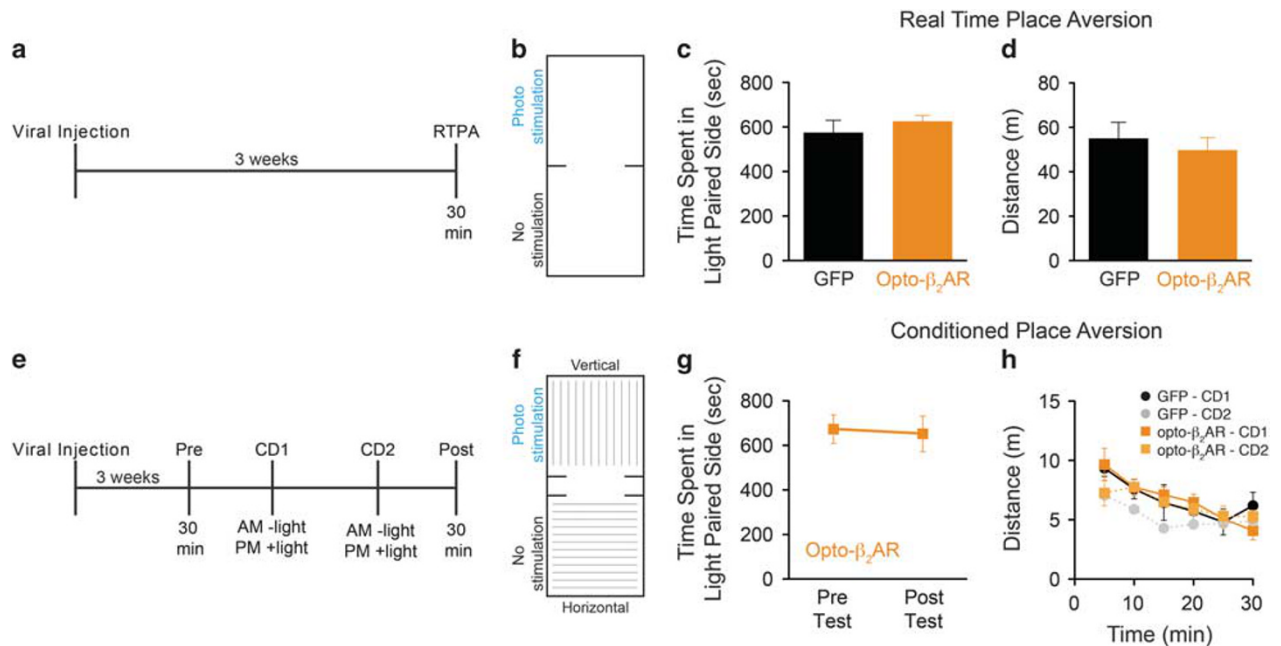 Real Time Place Aversion
a
Viral Injection
RTPA
3 weeks
30
min
b
Photo
stimulation
No
stimulation
c
Time Spent in
Light Paired Side (sec)
800
600
400
200
0
GFP
Opto-β₂AR
d
Distance (m)
80
60
40
20
0
GFP
Opto-β₂AR
Conditioned Place Aversion
e
Viral Injection
Pre
CD1
CD2
Post
3 weeks
30
min
AM -light
PM +light
AM -light
PM +light
30
min
f
Vertical
Photo
stimulation
No
stimulation
Horizontal
g
Time Spent in
Light Paired Side (sec)
800
600
400
200
0
Opto-β₂AR
Pre
Test
Post
Test
h
Distance (m)
15
10
5
0
GFP - CD1
GFP - CD2
opto-β₂AR - CD1
opto-β₂AR - CD2
0 10 20 30
Time (min)